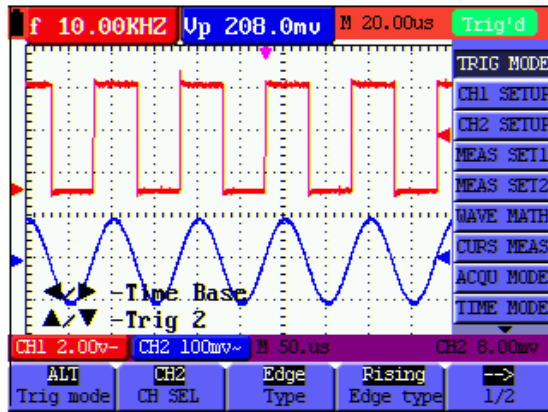 f 10.00KHZ Vp 208.0mv M 20.00us Trig'd
TRIG MODE
CH1 SETUP
CH2 SETUP
MEAS SET1
MEAS SET2
WAVE MATH
CURS MEAS
ACQU MODE
TIME MODE
◀/▶ -Time Base
▲/▼ -Trig 2
CH1 2.00v- CH2 100mv~ M 50.us CH2 8.00mv
ALT CH2 Edge Rising -->
Trig mode CH SEL Type Edge type 1/2